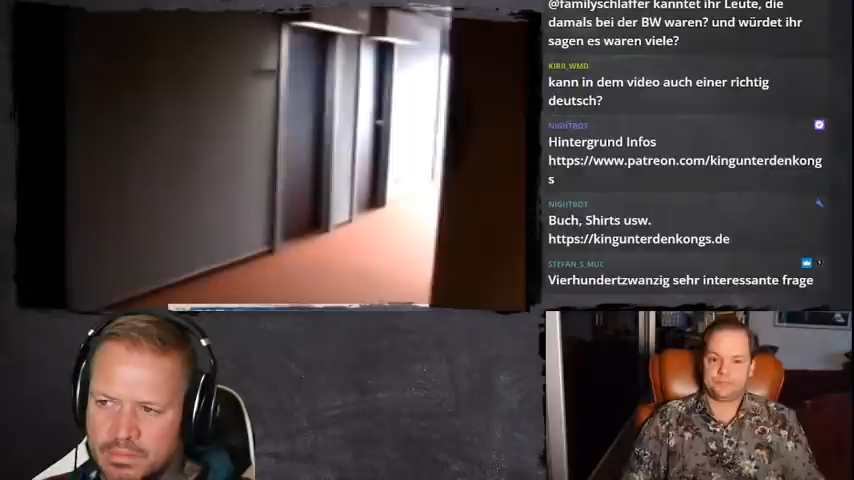 @familyschlaffer kanntet ihr Leute, die
damals bei der BW waren? und würdet ihr
sagen es waren viele?
KIRII_WMD
kann in dem video auch einer richtig
deutsch?
NIGHTBOT
Hintergrund Infos
https://www.patreon.com/kingunterdenkong
s
NIGHTBOT
Buch, Shirts usw.
https://kingunterdenkongs.de
STEFAN_S_MUC
Vierhundertzwanzig sehr interessante frage